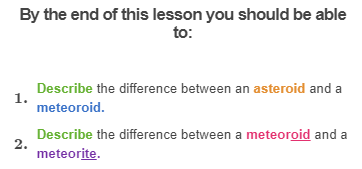 By the end of this lesson you should be able
to:
1. Describe the difference between an asteroid and a
meteoroid.
2. Describe the difference between a meteoroid and a
meteorite.